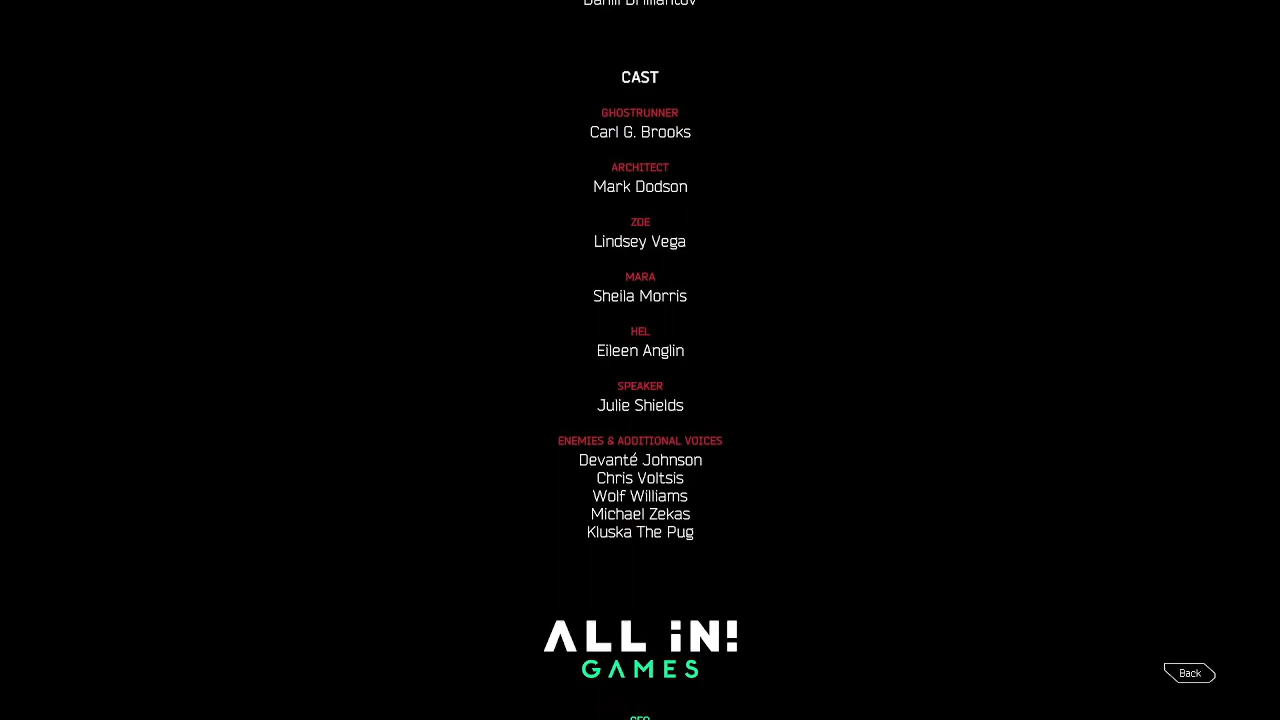 CAST
GHOSTRUNNER
Carl G. Brooks
ARCHITECT
Mark Dodson
ZOE
Lindsey Vega
MARA
Sheila Morris
HEL
Eileen Anglin
SPEAKER
Julie Shields
ENEMIES & ADDITIONAL VOICES
Devanté Johnson
Chris Voltsis
Wolf Williams
Michael Zekas
Kluska The Pug
ALL iN!
GAMES
Back